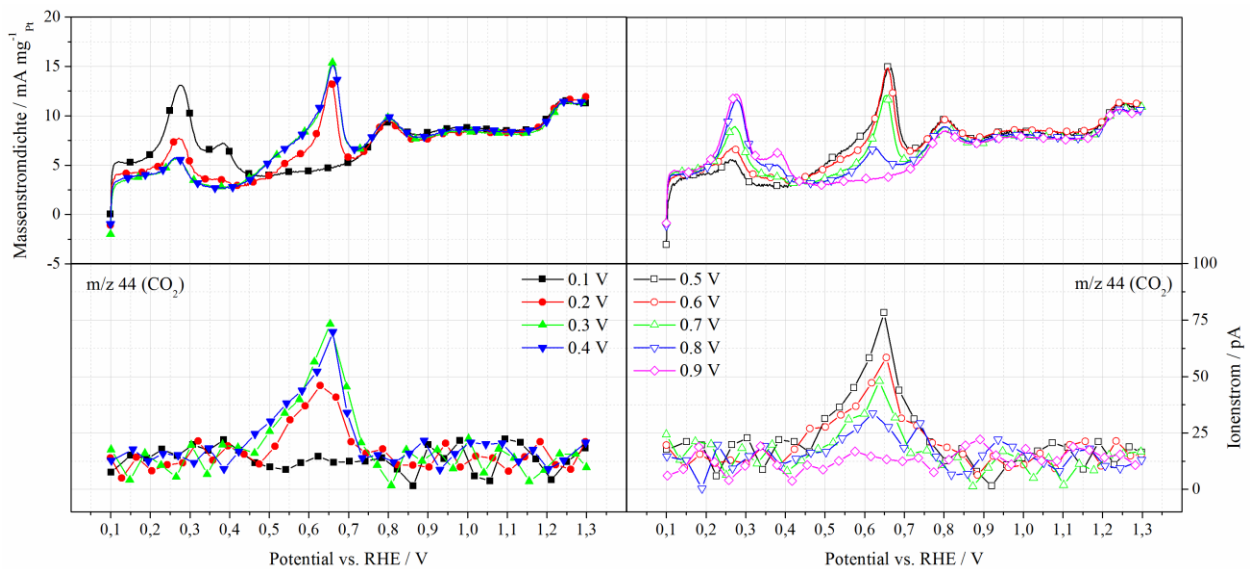 Massenstromdichte / mA mg⁻¹Pt
20
15
10
5
0
-5
m/z 44 (CO₂)
0.1 V
0.2 V
0.3 V
0.4 V
0.5 V
0.6 V
0.7 V
0.8 V
0.9 V
m/z 44 (CO₂)
100
75
50
25
0
Ionenstrom / pA
0,1 0,2 0,3 0,4 0,5 0,6 0,7 0,8 0,9 1,0 1,1 1,2 1,3
0,1 0,2 0,3 0,4 0,5 0,6 0,7 0,8 0,9 1,0 1,1 1,2 1,3
Potential vs. RHE / V
Potential vs. RHE / V